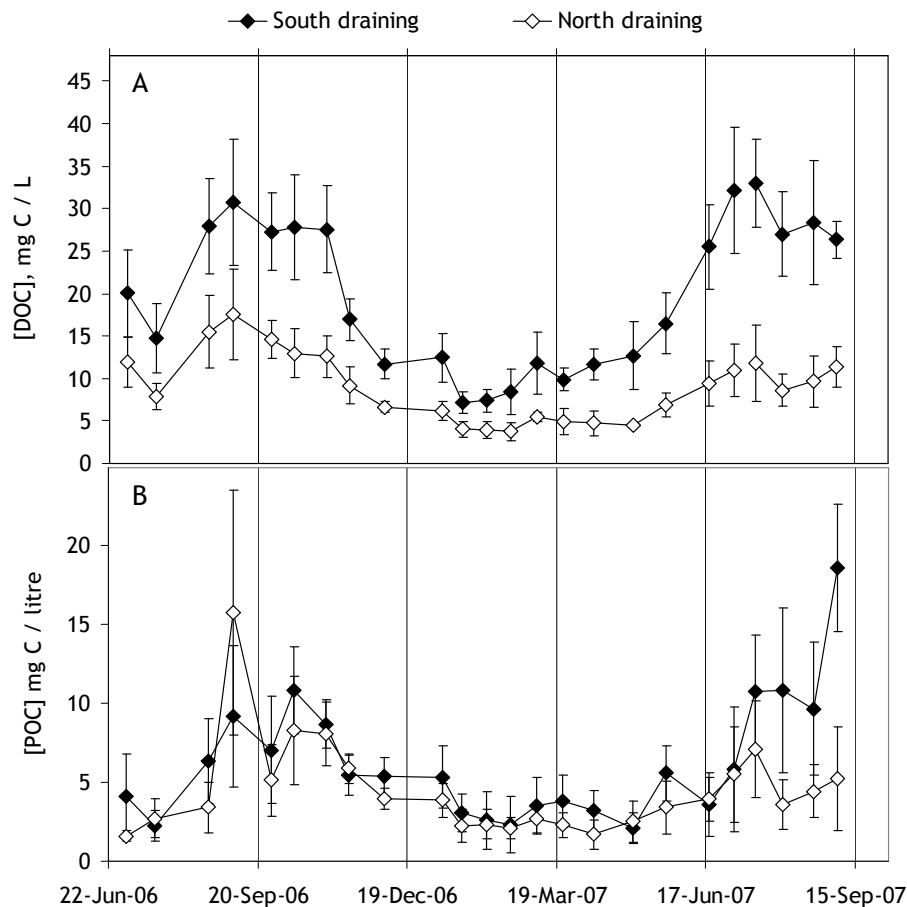 South draining
North draining
A
45
40
35
30
25
20
15
10
5
0
[DOC], mg C / L
B
20
15
10
5
0
[POC] mg C / litre
22-Jun-06
20-Sep-06
19-Dec-06
19-Mar-07
17-Jun-07
15-Sep-07